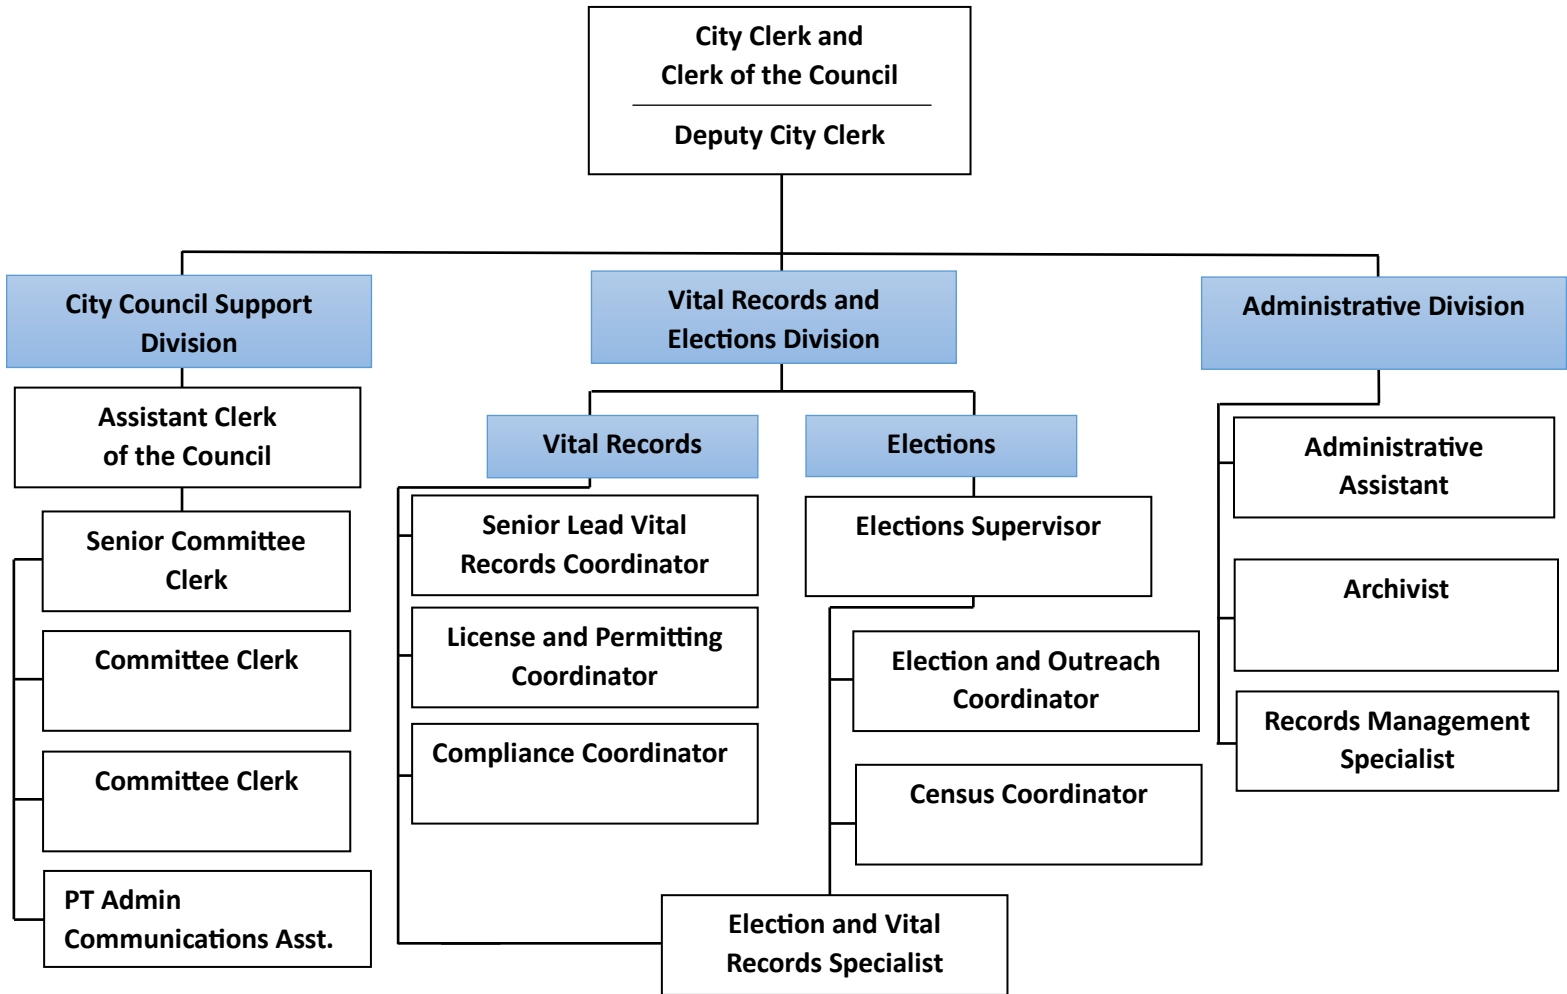 City Clerk and
Clerk of the Council
Deputy City Clerk
City Council Support
Division
Vital Records and
Elections Division
Administrative Division
Assistant Clerk
of the Council
Vital Records
Elections
Administrative
Assistant
Senior Committee
Clerk
Senior Lead Vital
Records Coordinator
Elections Supervisor
Archivist
Committee Clerk
License and Permitting
Coordinator
Election and Outreach
Coordinator
Records Management
Specialist
Committee Clerk
Compliance Coordinator
Census Coordinator
PT Admin
Communications Asst.
Election and Vital
Records Specialist